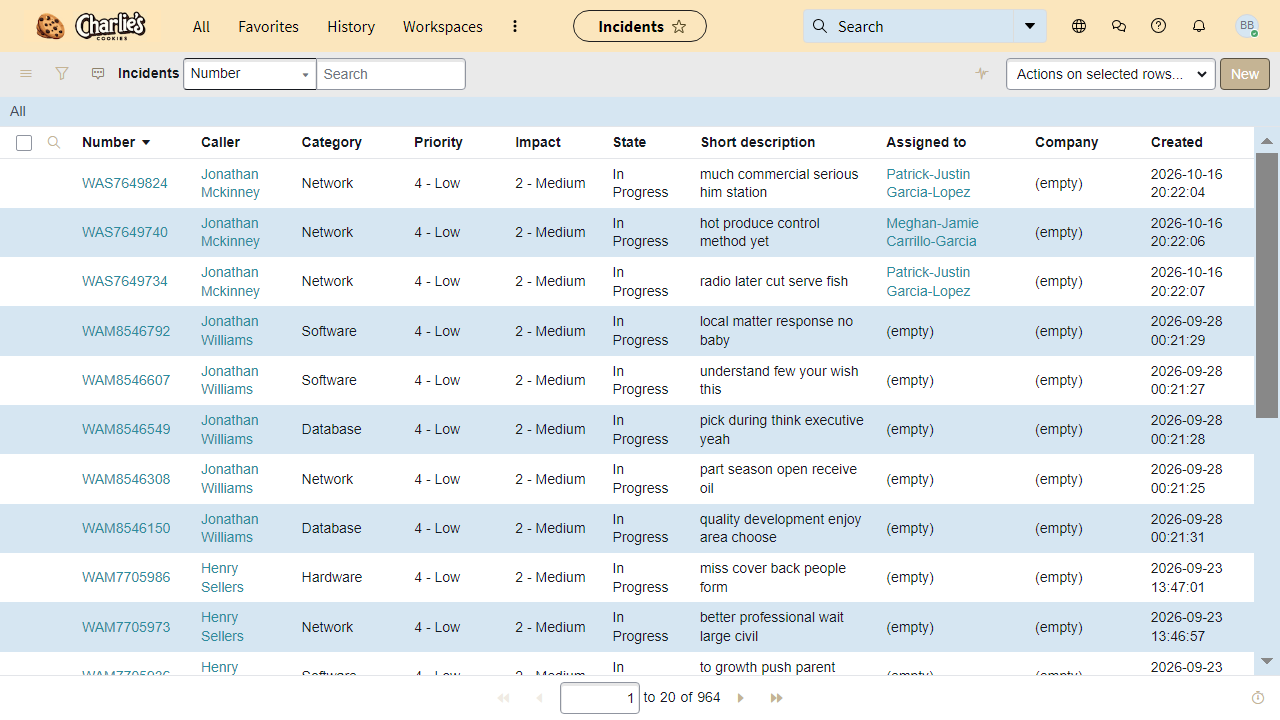 Charlie's
COOKIES
All
Favorites
History
Workspaces
Incidents
Search
BB
Incidents
Number
Search
Actions on selected rows...
New
All
Number Caller Category Priority Impact State Short description Assigned to Company Created
WAS7649824 Jonathan Mckinney Network 4 - Low 2 - Medium In Progress much commercial serious him station Patrick-Justin Garcia-Lopez (empty) 2026-10-16 20:22:04
WAS7649740 Jonathan Mckinney Network 4 - Low 2 - Medium In Progress hot produce control method yet Meghan-Jamie Carrillo-Garcia (empty) 2026-10-16 20:22:06
WAS7649734 Jonathan Mckinney Network 4 - Low 2 - Medium In Progress radio later cut serve fish Patrick-Justin Garcia-Lopez (empty) 2026-10-16 20:22:07
WAM8546792 Jonathan Williams Software 4 - Low 2 - Medium In Progress local matter response no baby (empty) (empty) 2026-09-28 00:21:29
WAM8546607 Jonathan Williams Software 4 - Low 2 - Medium In Progress understand few your wish this (empty) (empty) 2026-09-28 00:21:27
WAM8546549 Jonathan Williams Database 4 - Low 2 - Medium In Progress pick during think executive yeah (empty) (empty) 2026-09-28 00:21:28
WAM8546308 Jonathan Williams Network 4 - Low 2 - Medium In Progress part season open receive oil (empty) (empty) 2026-09-28 00:21:25
WAM8546150 Jonathan Williams Database 4 - Low 2 - Medium In Progress quality development enjoy area choose (empty) (empty) 2026-09-28 00:21:31
WAM7705986 Henry Sellers Hardware 4 - Low 2 - Medium In Progress miss cover back people form (empty) (empty) 2026-09-23 13:47:01
WAM7705973 Henry Sellers Network 4 - Low 2 - Medium In Progress better professional wait large civil (empty) (empty) 2026-09-23 13:46:57
Henry Software 4 - Low 2 - Medium In to growth push parent (empty) (empty) 2026-09-23
1 to 20 of 964